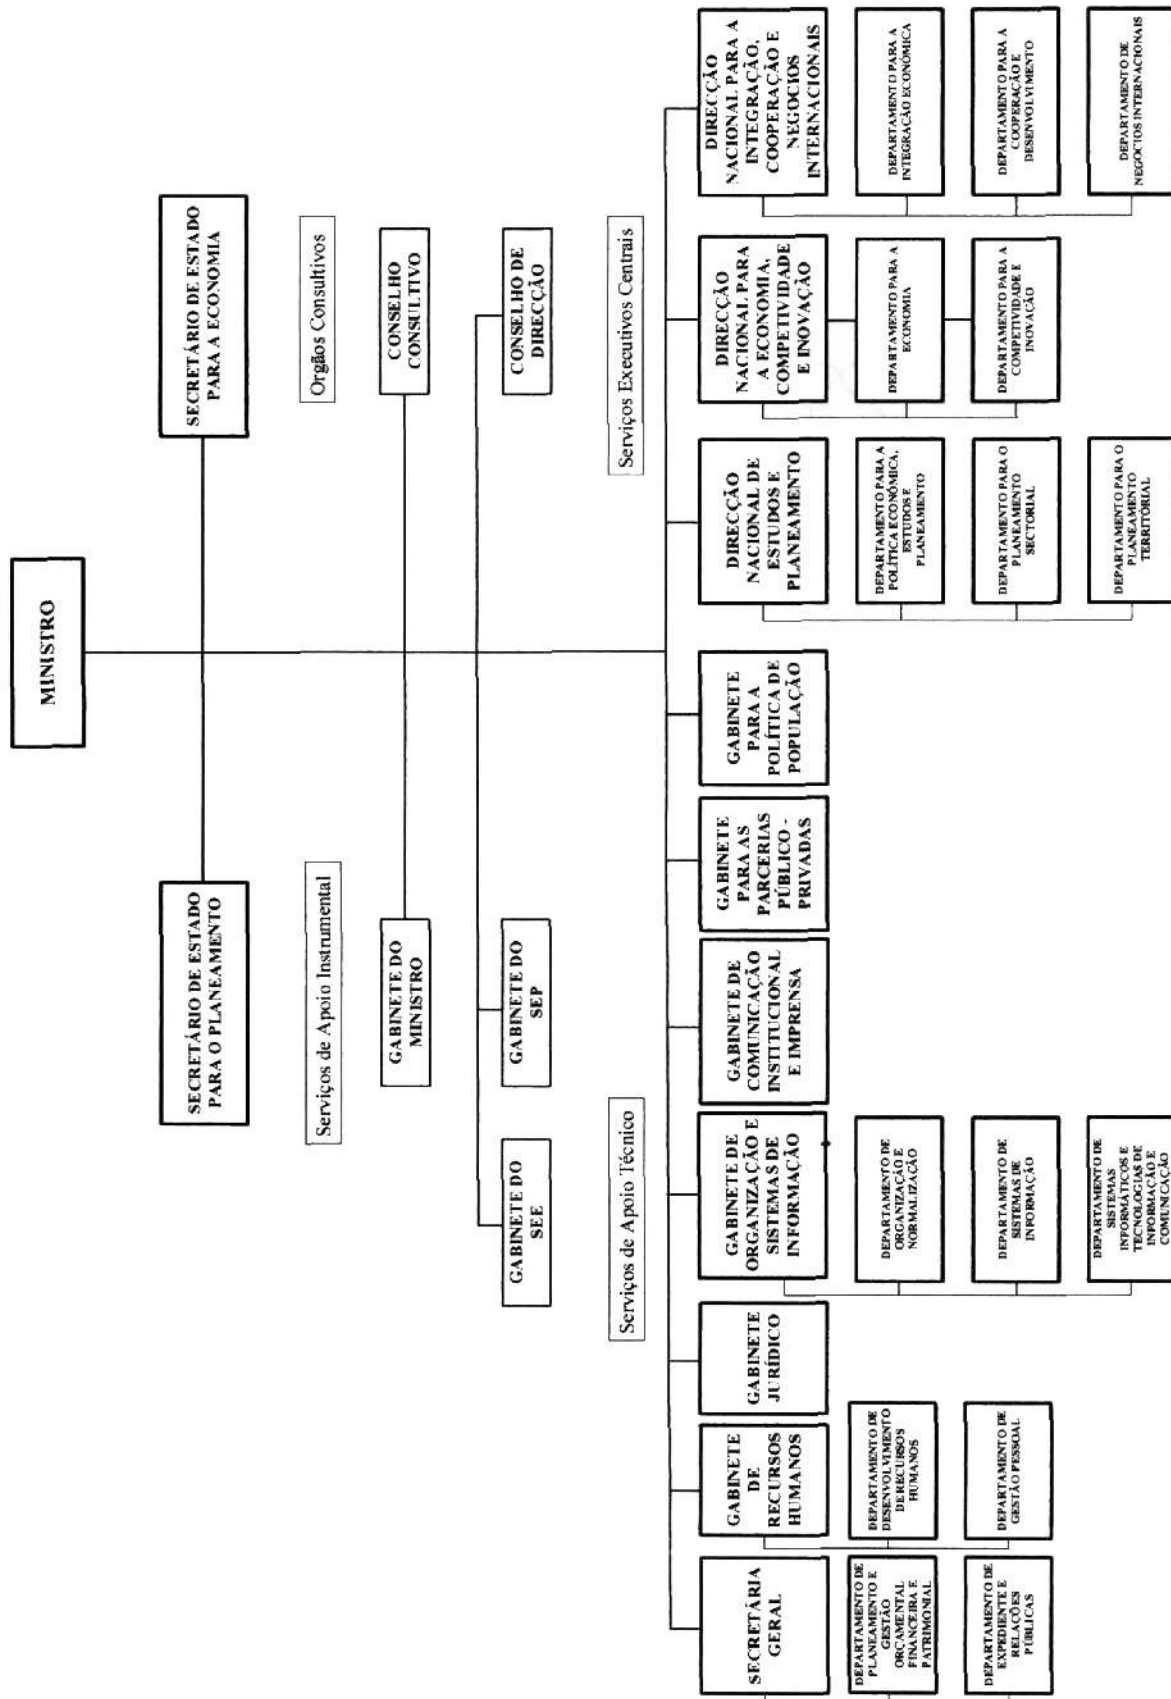 MINISTRO
SECRETÁRIO DE ESTADO
PARA O PLANEAMENTO
SECRETÁRIO DE ESTADO
PARA A ECONOMIA
Serviços de Apoio Instrumental
Orgãos Consultivos
GABINETE DO
MINISTRO
CONSELHO
CONSULTIVO
GABINETE DO
SEE
GABINETE DO
SEP
CONSELHO DE
DIRECÇÃO
Serviços de Apoio Técnico
Serviços Executivos Centrais
SECRETÁRIA
GERAL
DEPARTAMENTO DE
PLANEAMENTO E
GESTÃO
ORÇAMENTAL
FINANCEIRA E
PATRIMONIAL
DEPARTAMENTO DE
EXPEDIENTE E
RELAÇÕES
PÚBLICAS
GABINETE
DE
RECURSOS
HUMANOS
DEPARTAMENTO DE
DESENVOLVIMENTO
DE RECURSOS
HUMANOS
DEPARTAMENTO DE
GESTÃO PESSOAL
GABINETE
JURÍDICO
GABINETE DE
ORGANIZAÇÃO E
SISTEMAS DE
INFORMAÇÃO
DEPARTAMENTO DE
ORGANIZAÇÃO E
NORMALIZAÇÃO
DEPARTAMENTO DE
SISTEMAS DE
INFORMAÇÃO
DEPARTAMENTO DE
SISTEMAS
INFORMÁTICOS E
TECNOLOGIAS DE
INFORMAÇÃO E
COMUNICAÇÃO
GABINETE DE
COMUNICAÇÃO
INSTITUCIONAL
E IMPRENSA
GABINETE
PARA AS
PARCERIAS
PÚBLICO -
PRIVADAS
GABINETE
PARA A
POLÍTICA DE
POPULAÇÃO
DIRECÇÃO
NACIONAL DE
ESTUDOS E
PLANEAMENTO
DEPARTAMENTO PARA A
POLÍTICA ECONÓMICA,
ESTUDOS E
PLANEAMENTO
DEPARTAMENTO PARA O
PLANEAMENTO
SECTORIAL
DEPARTAMENTO PARA O
PLANEAMENTO
TERRITÓRIAL
DIRECÇÃO
NACIONAL PARA
A ECONOMIA,
COMPETIVIDADE
E INOVAÇÃO
DEPARTAMENTO PARA A
ECONOMIA
DEPARTAMENTO PARA A
COMPETIVIDADE E
INOVAÇÃO
DIRECÇÃO
NACIONAL PARA A
INTEGRAÇÃO,
COOPERAÇÃO E
NEGOCIOS
INTERNACIONAIS
DEPARTAMENTO PARA A
INTEGRAÇÃO ECONÓMICA
DEPARTAMENTO PARA A
COOPERAÇÃO E
DESENVOLVIMENTO
DEPARTAMENTO DE
NEGOCIOS INTERNACIONAIS